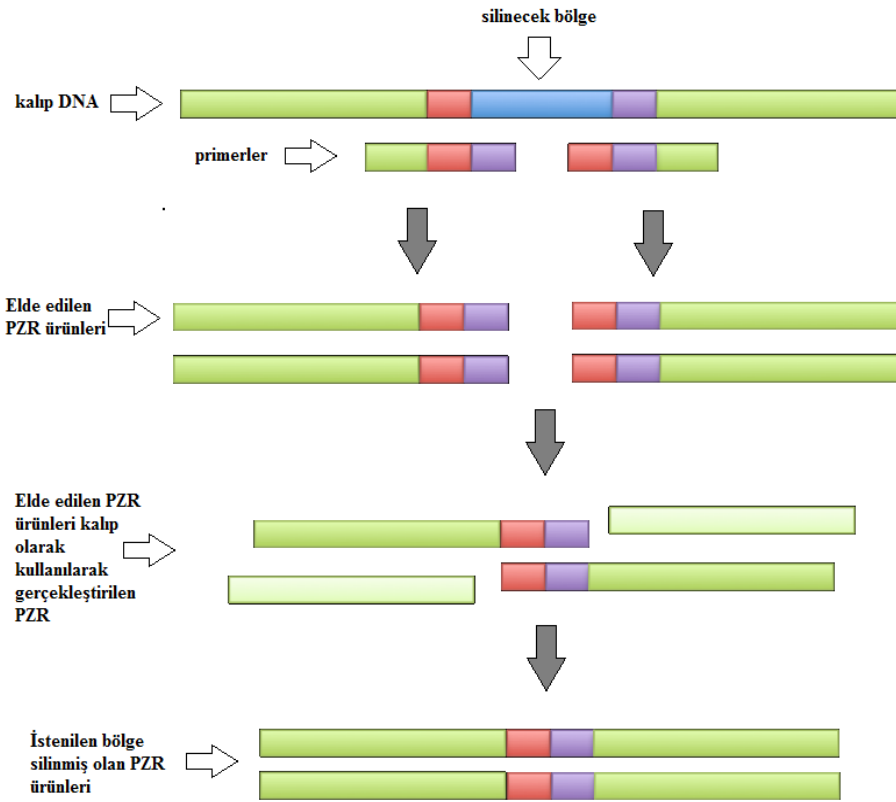 silinecek bölge
kalıp DNA
primerler
Elde edilen
PZR ürünleri
Elde edilen PZR
ürünleri kalıp
olarak
kullanılarak
gerçekleştirilen
PZR
İstenilen bölge
silinmiş olan PZR
ürünleri